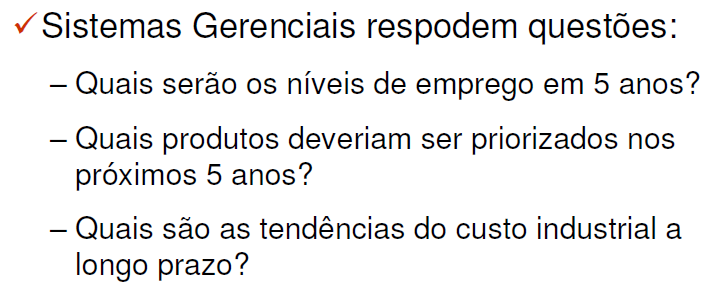 ✓Sistemas Gerenciais respodem questões:
– Quais serão os níveis de emprego em 5 anos?
– Quais produtos deveriam ser priorizados nos
próximos 5 anos?
– Quais são as tendências do custo industrial a
longo prazo?